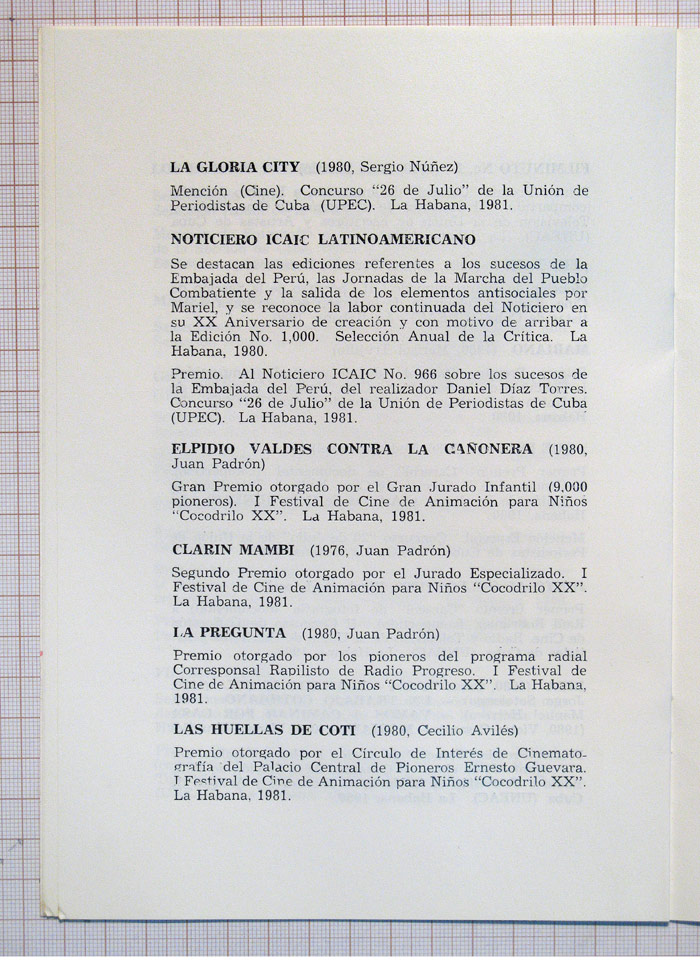 LA GLORIA CITY (1980, Sergio Núñez)
Mención (Cine). Concurso “26 de Julio” de la Unión de
Periodistas de Cuba (UPEC). La Habana, 1981.
NOTICIERO ICAIC LATINOAMERICANO
Se destacan las ediciones referentes a los sucesos de la
Embajada del Perú, las Jornadas de la Marcha del Pueblo
Combatiente y la salida de los elementos antisociales por
Mariel, y se reconoce la labor continuada del Noticiero en
su XX Aniversario de creación y con motivo de arribar a
la Edición No. 1,000. Selección Anual de la Crítica. La
Habana, 1980.
Premio. Al Noticiero ICAIC No. 966 sobre los sucesos de
la Embajada del Perú, del realizador Daniel Díaz Torres.
Concurso “26 de Julio” de la Unión de Periodistas de Cuba
(UPEC). La Habana, 1981.
ELPIDIO VALDES CONTRA LA CAÑONERA (1980,
Juan Padrón)
Gran Premio otorgado por el Gran Jurado Infantil (9,000
pioneros). I Festival de Cine de Animación para Niños
“Cocodrilo XX”. La Habana, 1981.
CLARIN MAMBI (1976, Juan Padrón)
Segundo Premio otorgado por el Jurado Especializado. I
Festival de Cine de Animación para Niños “Cocodrilo XX”.
La Habana, 1981.
LA PREGUNTA (1980, Juan Padrón)
Premio otorgado por los pioneros del programa radial
Corresponsal Rapilisto de Radio Progreso. I Festival de
Cine de Animación para Niños “Cocodrilo XX”. La Habana,
1981.
LAS HUELLAS DE COTI (1980, Cecilio Avilés)
Premio otorgado por el Círculo de Interés de Cinemato-
grafía del Palacio Central de Pioneros Ernesto Guevara.
I Festival de Cine de Animación para Niños “Cocodrilo XX”.
La Habana, 1981.